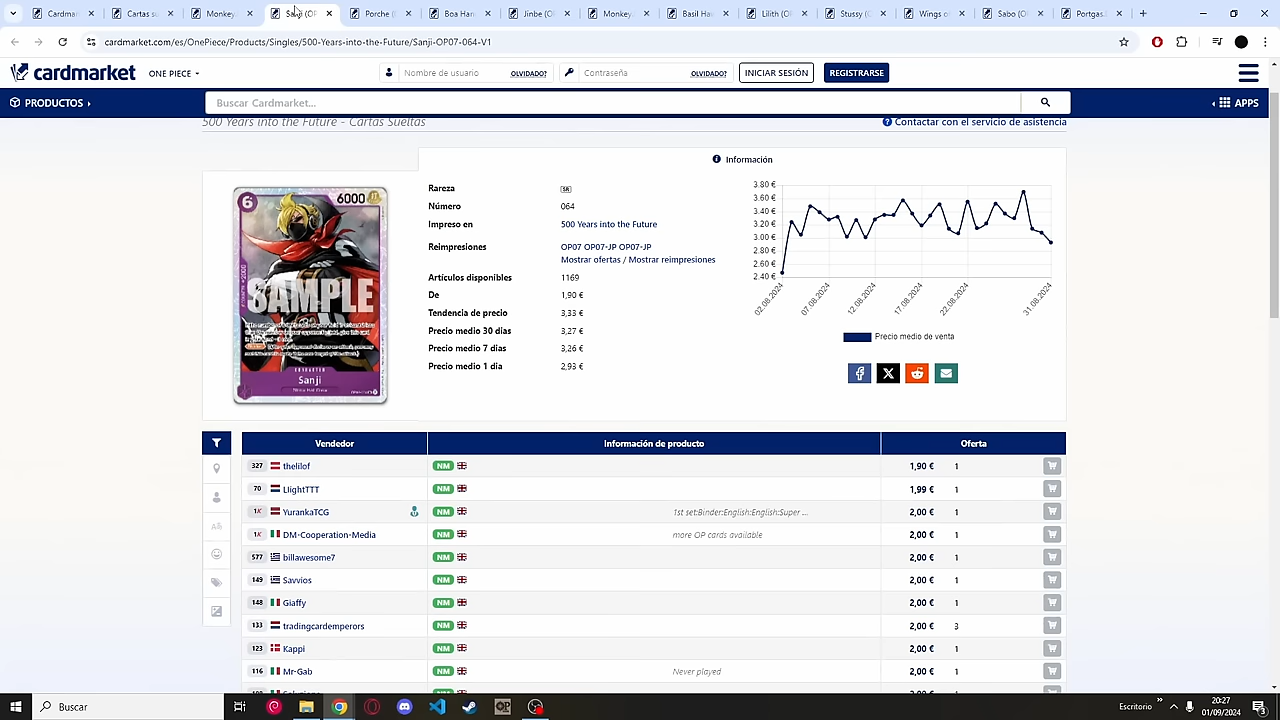 Cardmar
Cartas su
Monkey
Sanji (OP
Porche (
Boa Han
Jinbe (OP
Monkey
Basil Haw
Lilith (O
Stussy (
Wings o
Sabo (O
Portgas
cardmarket.com/es/OnePiece/Products/Singles/500-Years-into-the-Future/Sanji-OP07-064-V1
cardmarket
ONE PIECE
Nombre de usuario
OLVIDADO?
Contraseña
OLVIDADO?
INICIAR SESIÓN
REGISTRARSE
PRODUCTOS
Buscar Cardmarket...
APPS
500 Years into the Future - Cartas Sueltas
Contactar con el servicio de asistencia
Información
6
6000
SAMPLE
Sanji
Rareza SR
Número 064
Impreso en 500 Years into the Future
Reimpresiones OP07 OP07-JP OP07-JP
Mostrar ofertas / Mostrar reimpresiones
Artículos disponibles 1169
De 1,90 €
Tendencia de precio 3,33 €
Precio medio 30 días 3,27 €
Precio medio 7 días 3,26 €
Precio medio 1 día 2,93 €
3.80 €
3.60 €
3.40 €
3.20 €
3.00 €
2.80 €
2.60 €
2.40 €
02.08.2024
07.08.2024
12.08.2024
17.08.2024
22.08.2024
31.08.2024
Precio medio de venta
Vendedor Información de producto Oferta
327 thelilof NM 1,90 € 1
70 LlightTTT NM 1,99 € 1
1K YurankaTCG NM 1st set:Binder:English:English:Super ... 2,00 € 1
1K DM-Cooperation-Media NM more OP cards available 2,00 € 1
577 billawesome7 NM 2,00 € 1
149 Savvios NM 2,00 € 1
148 Giaffy NM 2,00 € 1
133 tradingcardemperors NM 2,00 € 3
123 Kappi NM 2,00 € 1
116 Mr-Gab NM Never played 2,00 € 1
Buscar
Escritorio
20:27
01/09/2024